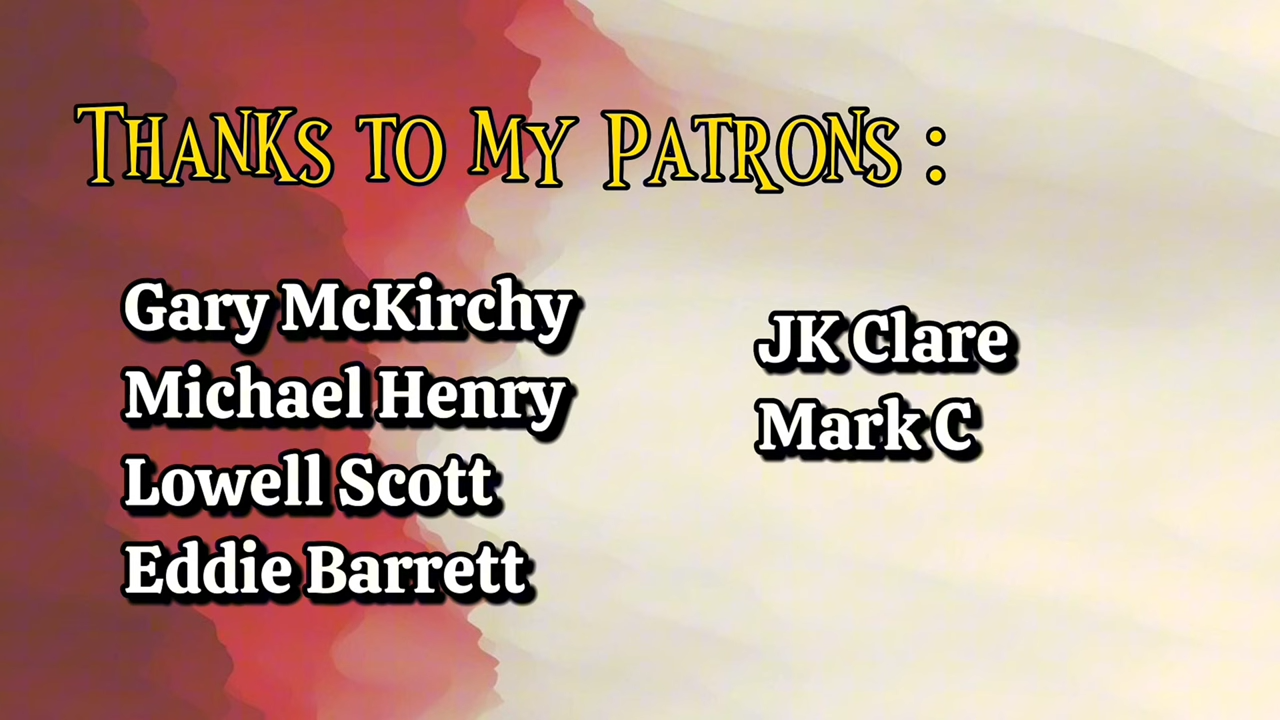 Thanks to My Patrons :
Gary McKirchy
Michael Henry
Lowell Scott
Eddie Barrett
JK Clare
Mark C